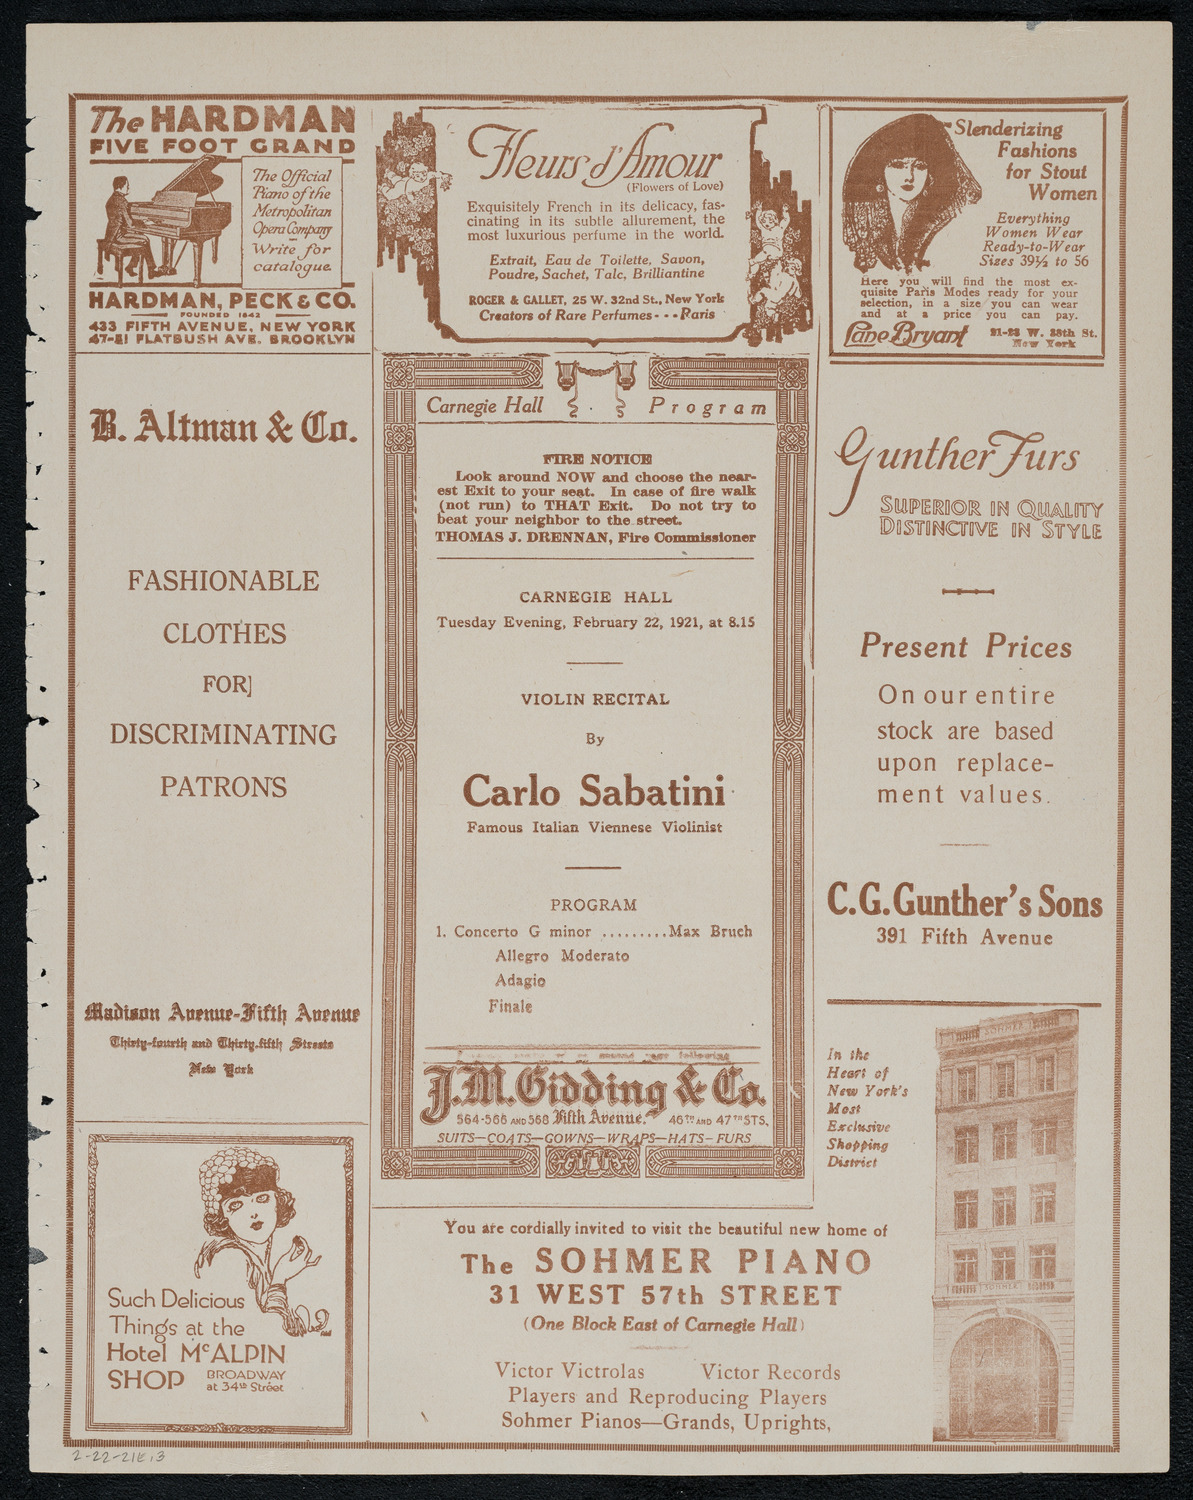 The HARDMAN
FIVE FOOT GRAND
The Official
Piano of the
Metropolitan
Opera Company
Write for
catalogue
HARDMAN, PECK & CO.
FOUNDED 1842
433 FIFTH AVENUE, NEW YORK
47-51 FLATBUSH AVE. BROOKLYN
Fleurs d'Amour
(Flowers of Love)
Exquisitely French in its delicacy, fas-
cinating in its subtle allurement, the
most luxurious perfume in the world.
Extrait, Eau de Toilette, Savon,
Poudre, Sachet, Talc, Brilliantine
ROGER & GALLET, 25 W. 32nd St., New York
Creators of Rare Perfumes - - - Paris
Slenderizing
Fashions
for Stout
Women
Everything
Women Wear
Ready-to-Wear
Sizes 39½ to 56
Here you will find the most ex-
quisite Paris Modes ready for your
selection, in a size you can wear
and at a price you can pay.
Lane Bryant
21-23 W. 38th St.
New York
B. Altman & Co.
FASHIONABLE
CLOTHES
FOR]
DISCRIMINATING
PATRONS
Madison Avenue-Fifth Avenue
Thirty-fourth and Thirty-fifth Streets
New York
Such Delicious
Things at the
Hotel McALPIN
SHOP
BROADWAY
at 34th Street
Carnegie Hall Program
FIRE NOTICE
Look around NOW and choose the near-
est Exit to your seat. In case of fire walk
(not run) to THAT Exit. Do not try to
beat your neighbor to the street.
THOMAS J. DRENNAN, Fire Commissioner
CARNEGIE HALL
Tuesday Evening, February 22, 1921, at 8.15
VIOLIN RECITAL
By
Carlo Sabatini
Famous Italian Viennese Violinist
PROGRAM
1. Concerto G minor .........Max Bruch
Allegro Moderato
Adagio
Finale
J.M. Gidding & Co.
564-566 AND 568 Fifth Avenue. 46TH AND 47TH STS.
SUITS—COATS—GOWNS—WRAPS—HATS—FURS
Gunther Furs
SUPERIOR IN QUALITY
DISTINCTIVE IN STYLE
Present Prices
On our entire
stock are based
upon replace-
ment values.
C.G. Gunther's Sons
391 Fifth Avenue
In the
Heart of
New York's
Most
Exclusive
Shopping
District
SOHMER
You are cordially invited to visit the beautiful new home of
The SOHMER PIANO
31 WEST 57th STREET
(One Block East of Carnegie Hall)
Victor Victrolas Victor Records
Players and Reproducing Players
Sohmer Pianos—Grands, Uprights,